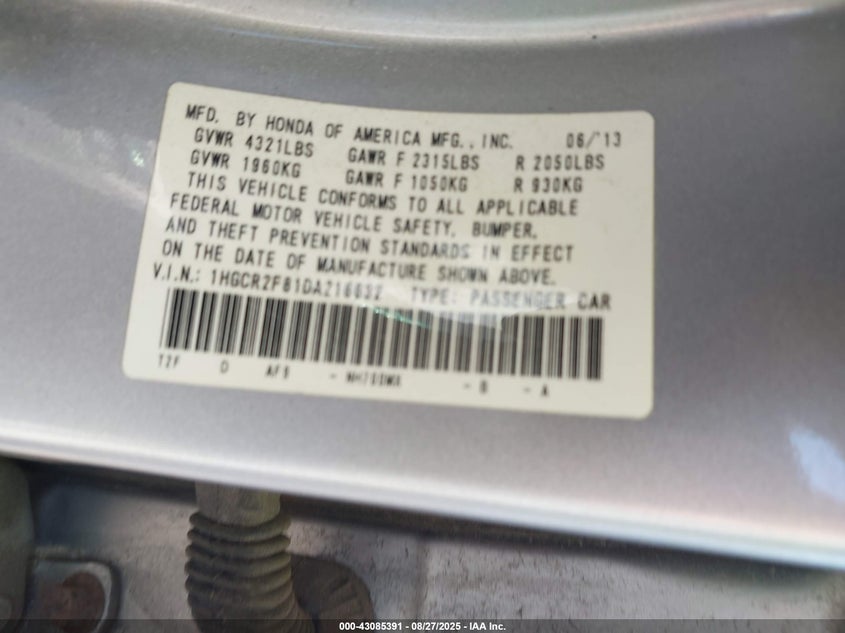 MFD. BY HONDA OF AMERICA MFG., INC. 06/'13
GVWR 4321LBS GAWR F 2315LBS R 2050LBS
GVWR 1960KG GAWR F 1050KG R 930KG
THIS VEHICLE CONFORMS TO ALL APPLICABLE
FEDERAL MOTOR VEHICLE SAFETY, BUMPER,
AND THEFT PREVENTION STANDARDS IN EFFECT
ON THE DATE OF MANUFACTURE SHOWN ABOVE.
V.I.N.: TYPE: PASSENGER CAR
T2F D - - B - A
000-43085391 | 08/27/2025 | IAA Inc.